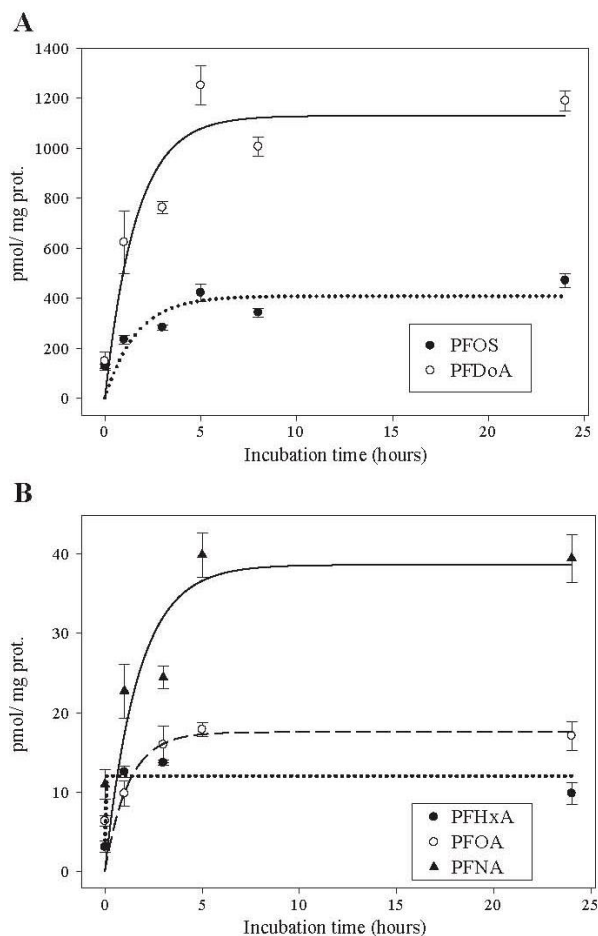 A
1400
1200
1000
800
600
400
200
0
pmol/ mg prot.
PFOS
PFDoA
0 5 10 15 20 25
Incubation time (hours)
B
40
30
20
10
0
pmol/ mg prot.
PFHxA
PFOA
PFNA
0 5 10 15 20 25
Incubation time (hours)